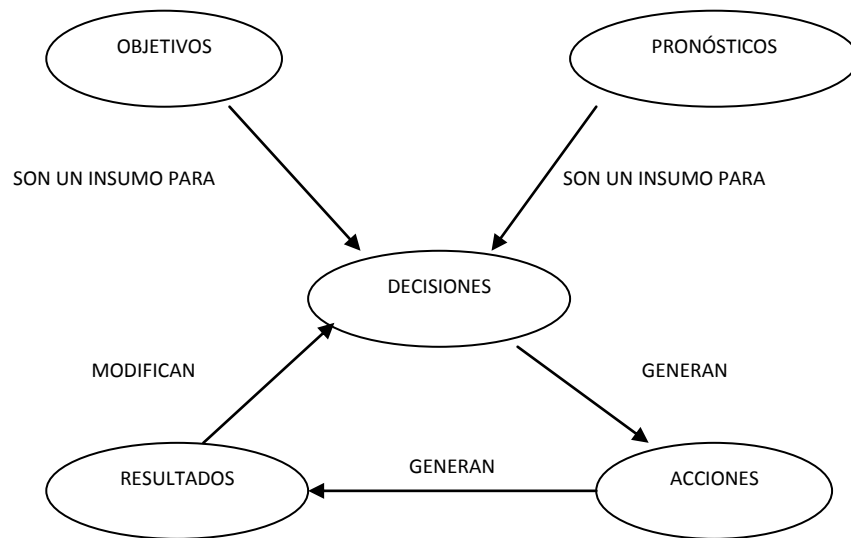 OBJETIVOS
PRONÓSTICOS
SON UN INSUMO PARA
SON UN INSUMO PARA
DECISIONES
MODIFICAN
GENERAN
GENERAN
RESULTADOS
ACCIONES